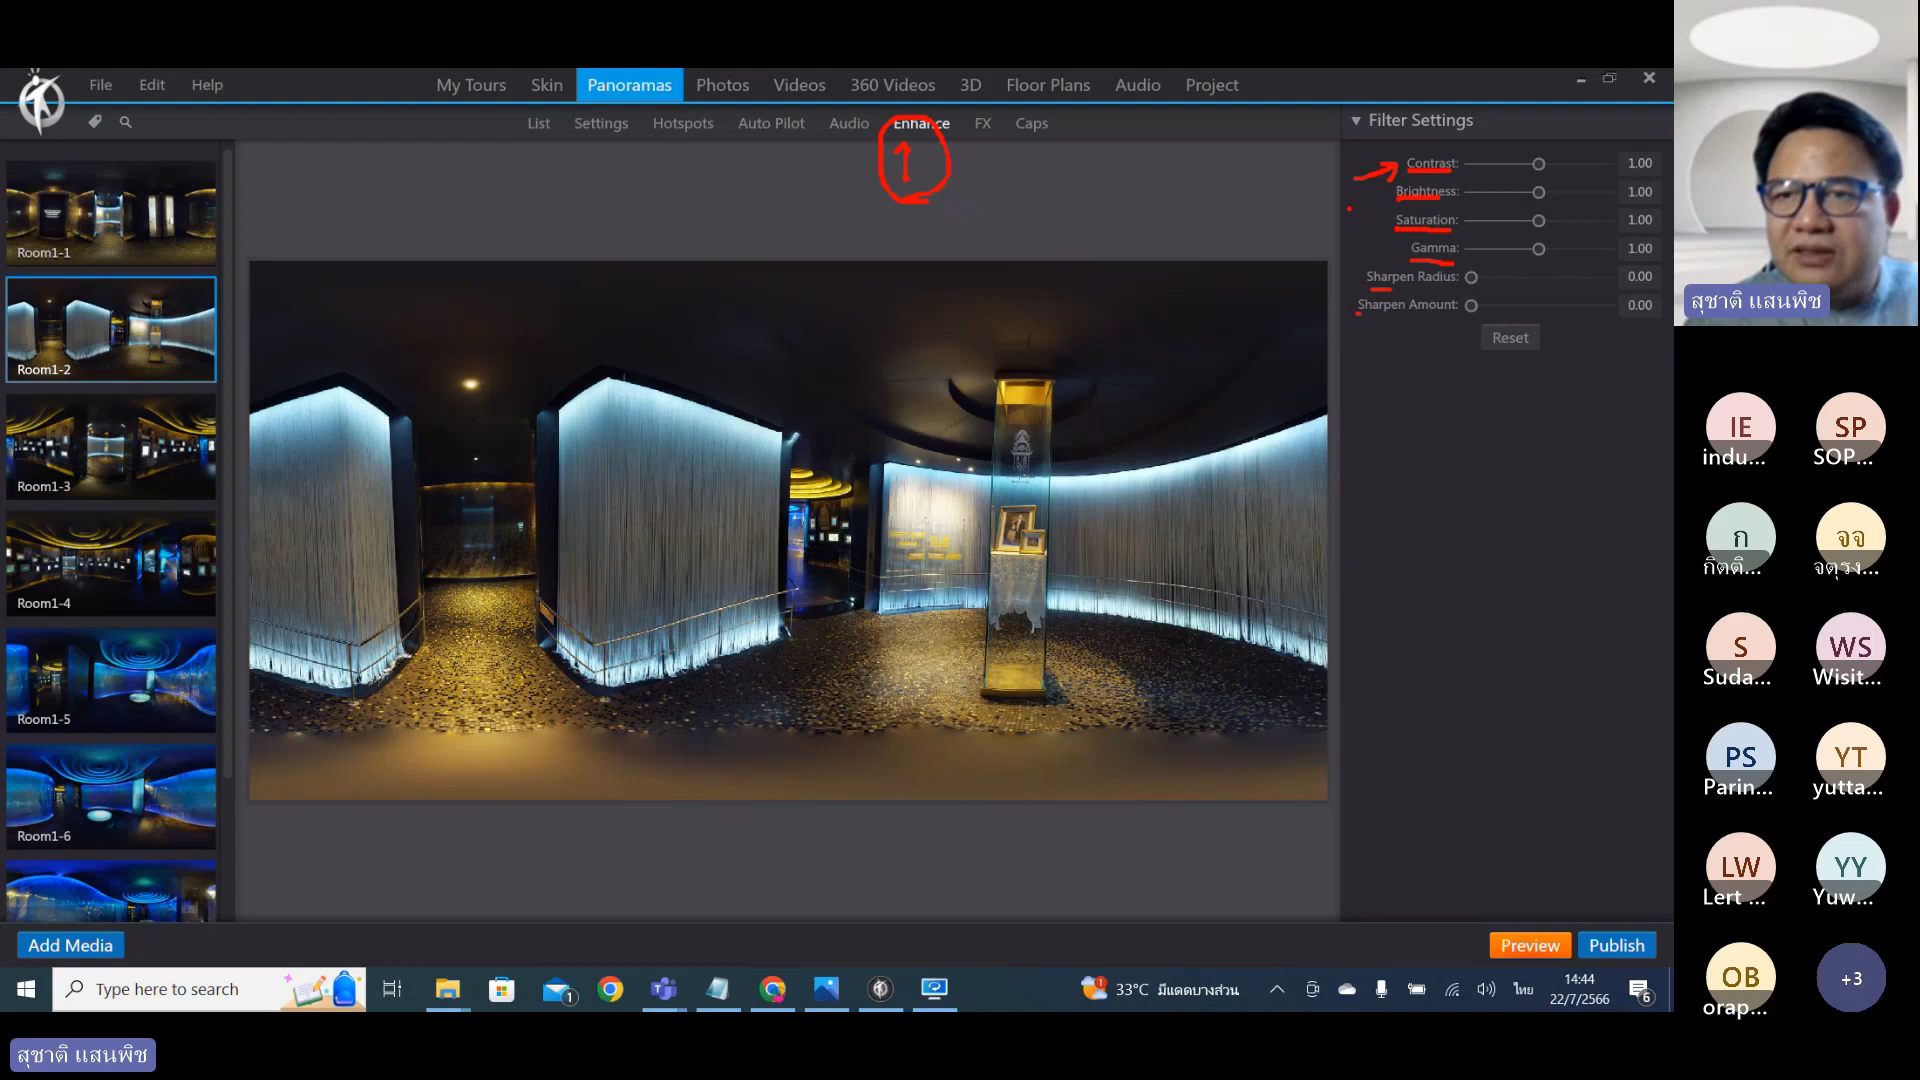 File Edit Help
My Tours Skin Panoramas Photos Videos 360 Videos 3D Floor Plans Audio Project
List Settings Hotspots Auto Pilot Audio Enhance FX Caps
1
Filter Settings
Contrast: 1.00
Brightness: 1.00
Saturation: 1.00
Gamma: 1.00
Sharpen Radius: 0.00
Sharpen Amount: 0.00
Reset
Room1-1
Room1-2
Room1-3
Room1-4
Room1-5
Room1-6
Add Media
Preview Publish
Type here to search
1
1
33°C มีแดดบางส่วน
ไทย
14:44
22/7/2566
6
สุชาติ แสนพิช
IE
indu...
SP
SOP...
ก
กิตติ...
จจ
จตุรง...
S
Suda...
WS
Wisit...
PS
Parin...
YT
yutta...
LW
Lert ...
YY
Yuw...
OB
orap...
+3
สุชาติ แสนพิช